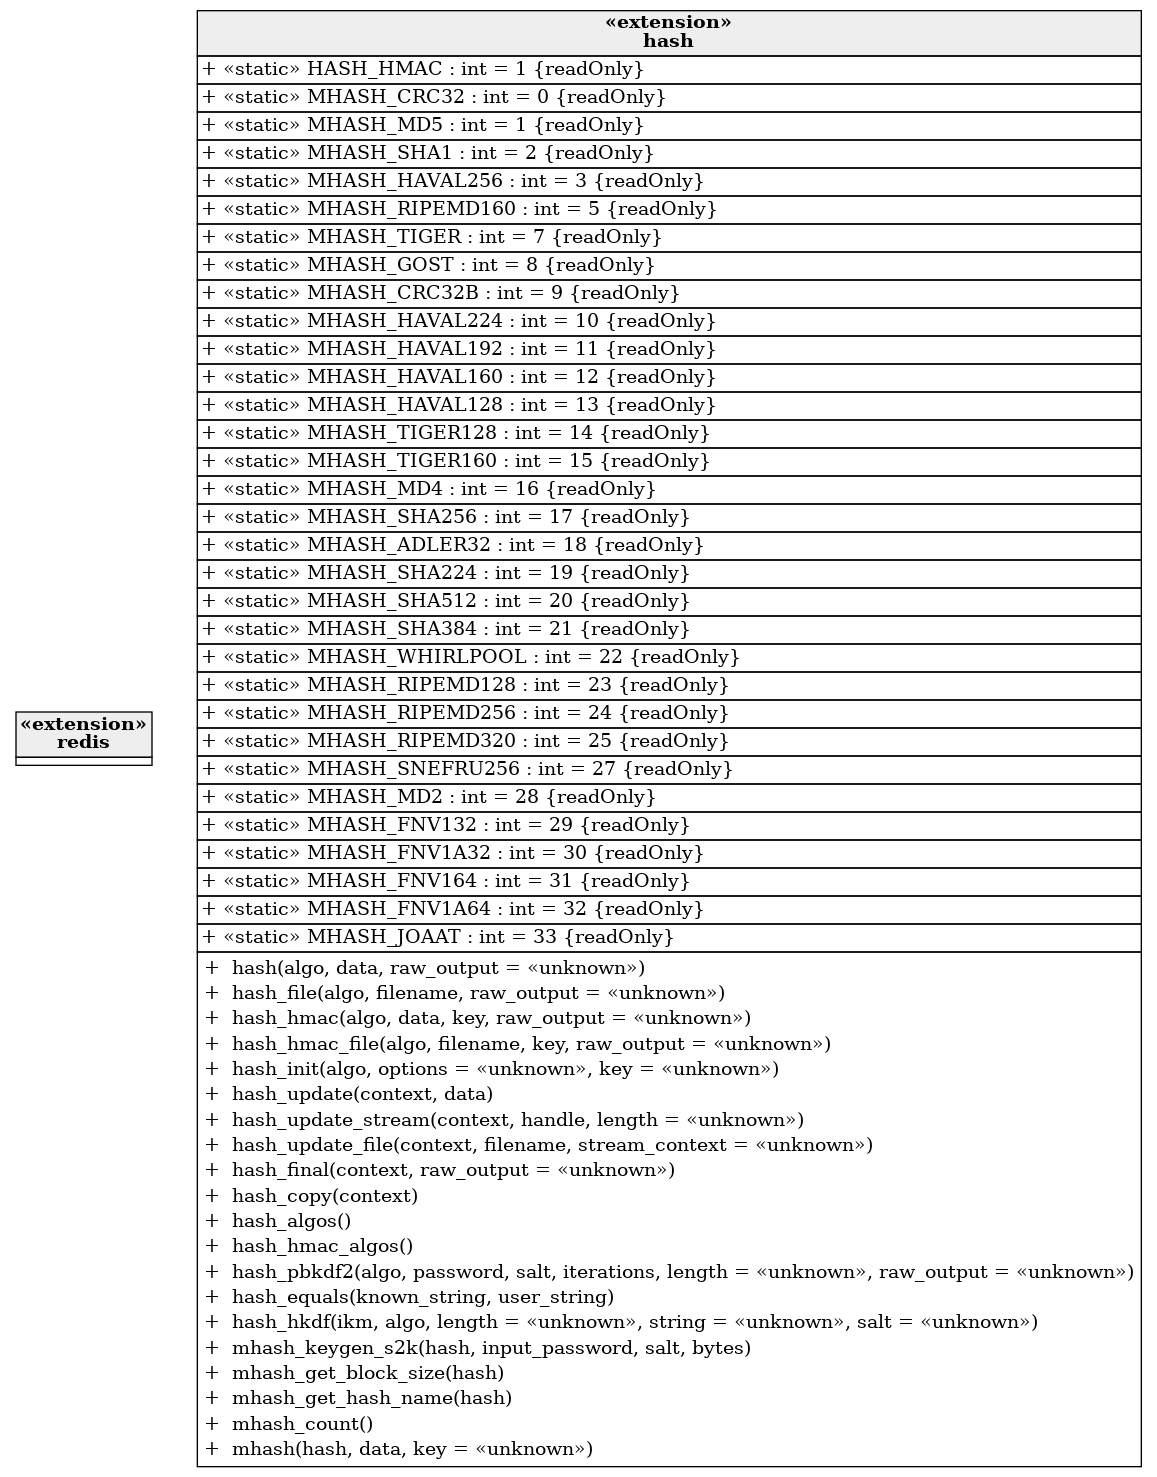 «extension»
redis
«extension»
hash
+ «static» HASH_HMAC : int = 1 {readOnly}
+ «static» MHASH_CRC32 : int = 0 {readOnly}
+ «static» MHASH_MD5 : int = 1 {readOnly}
+ «static» MHASH_SHA1 : int = 2 {readOnly}
+ «static» MHASH_HAVAL256 : int = 3 {readOnly}
+ «static» MHASH_RIPEMD160 : int = 5 {readOnly}
+ «static» MHASH_TIGER : int = 7 {readOnly}
+ «static» MHASH_GOST : int = 8 {readOnly}
+ «static» MHASH_CRC32B : int = 9 {readOnly}
+ «static» MHASH_HAVAL224 : int = 10 {readOnly}
+ «static» MHASH_HAVAL192 : int = 11 {readOnly}
+ «static» MHASH_HAVAL160 : int = 12 {readOnly}
+ «static» MHASH_HAVAL128 : int = 13 {readOnly}
+ «static» MHASH_TIGER128 : int = 14 {readOnly}
+ «static» MHASH_TIGER160 : int = 15 {readOnly}
+ «static» MHASH_MD4 : int = 16 {readOnly}
+ «static» MHASH_SHA256 : int = 17 {readOnly}
+ «static» MHASH_ADLER32 : int = 18 {readOnly}
+ «static» MHASH_SHA224 : int = 19 {readOnly}
+ «static» MHASH_SHA512 : int = 20 {readOnly}
+ «static» MHASH_SHA384 : int = 21 {readOnly}
+ «static» MHASH_WHIRLPOOL : int = 22 {readOnly}
+ «static» MHASH_RIPEMD128 : int = 23 {readOnly}
+ «static» MHASH_RIPEMD256 : int = 24 {readOnly}
+ «static» MHASH_RIPEMD320 : int = 25 {readOnly}
+ «static» MHASH_SNEFRU256 : int = 27 {readOnly}
+ «static» MHASH_MD2 : int = 28 {readOnly}
+ «static» MHASH_FNV132 : int = 29 {readOnly}
+ «static» MHASH_FNV1A32 : int = 30 {readOnly}
+ «static» MHASH_FNV164 : int = 31 {readOnly}
+ «static» MHASH_FNV1A64 : int = 32 {readOnly}
+ «static» MHASH_JOAAT : int = 33 {readOnly}
+ hash(algo, data, raw_output = «unknown»)
+ hash_file(algo, filename, raw_output = «unknown»)
+ hash_hmac(algo, data, key, raw_output = «unknown»)
+ hash_hmac_file(algo, filename, key, raw_output = «unknown»)
+ hash_init(algo, options = «unknown», key = «unknown»)
+ hash_update(context, data)
+ hash_update_stream(context, handle, length = «unknown»)
+ hash_update_file(context, filename, stream_context = «unknown»)
+ hash_final(context, raw_output = «unknown»)
+ hash_copy(context)
+ hash_algos()
+ hash_hmac_algos()
+ hash_pbkdf2(algo, password, salt, iterations, length = «unknown», raw_output = «unknown»)
+ hash_equals(known_string, user_string)
+ hash_hkdf(ikm, algo, length = «unknown», string = «unknown», salt = «unknown»)
+ mhash_keygen_s2k(hash, input_password, salt, bytes)
+ mhash_get_block_size(hash)
+ mhash_get_hash_name(hash)
+ mhash_count()
+ mhash(hash, data, key = «unknown»)